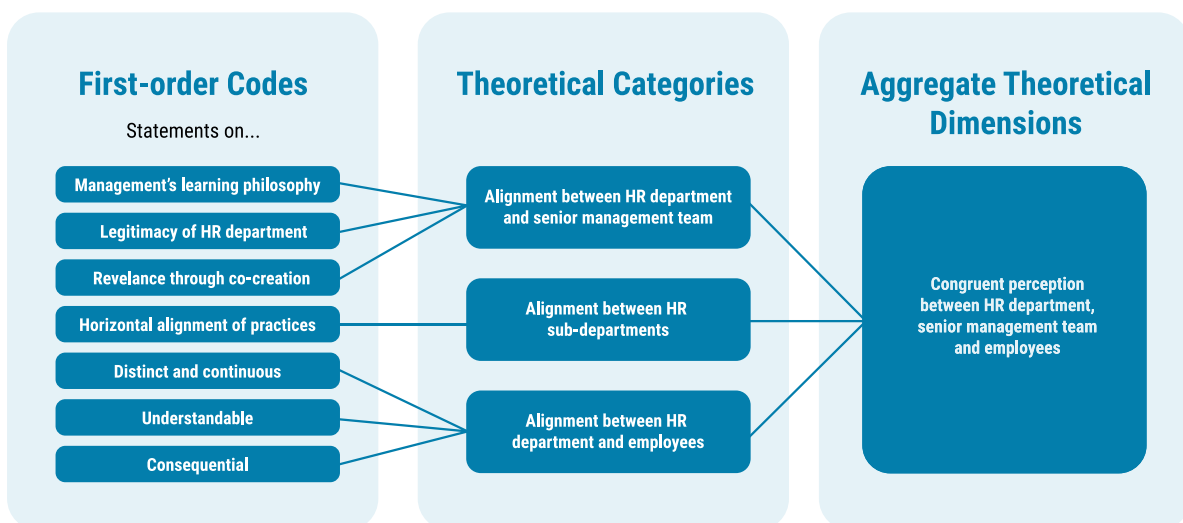 First-order Codes
Statements on...
Management's learning philosophy
Legitimacy of HR department
Revelance through co-creation
Horizontal alignment of practices
Distinct and continuous
Understandable
Consequential
Theoretical Categories
Alignment between HR department
and senior management team
Alignment between HR
sub-departments
Alignment between HR
department and employees
Aggregate Theoretical
Dimensions
Congruent perception
between HR department,
senior management team
and employees